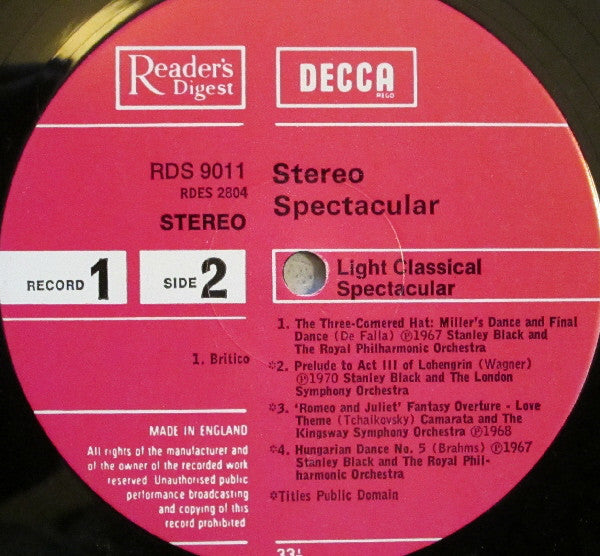 Reader's
Digest
DECCA
REGD
RDS 9011
RDES 2804
STEREO
Stereo
Spectacular
RECORD 1
SIDE 2
Light Classical
Spectacular
1. The Three-Cornered Hat: Miller's Dance and Final
Dance (De Falla) ℗1967 Stanley Black and
The Royal Philharmonic Orchestra
1. Britico
*2. Prelude to Act III of Lohengrin (Wagner)
℗1970 Stanley Black and The London
Symphony Orchestra
*3. 'Romeo and Juliet' Fantasy Overture - Love
Theme (Tchaikovsky) Camarata and The
Kingsway Symphony Orchestra ℗1968
*4. Hungarian Dance No. 5 (Brahms) ℗1967
Stanley Black and The Royal Phil-
harmonic Orchestra
*Titles Public Domain
MADE IN ENGLAND
All rights of the manufacturer and
of the owner of the recorded work
reserved. Unauthorised public
performance broadcasting
and copying of this
record prohibited
33⅓